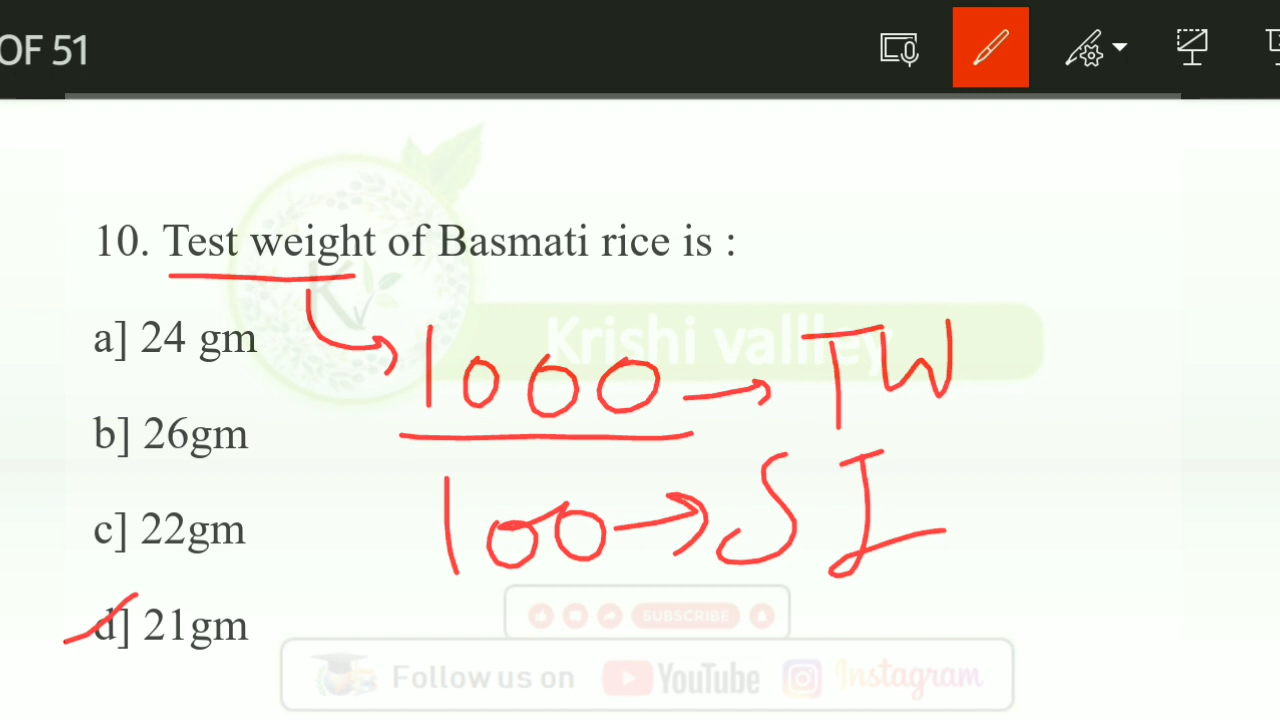 OF 51
10. Test weight of Basmati rice is :
a] 24 gm
Krishi vallley
1000 → TW
b] 26gm
100 → SI
c] 22gm
d] 21gm
SUBSCRIBE
Follow us on YouTube Instagram